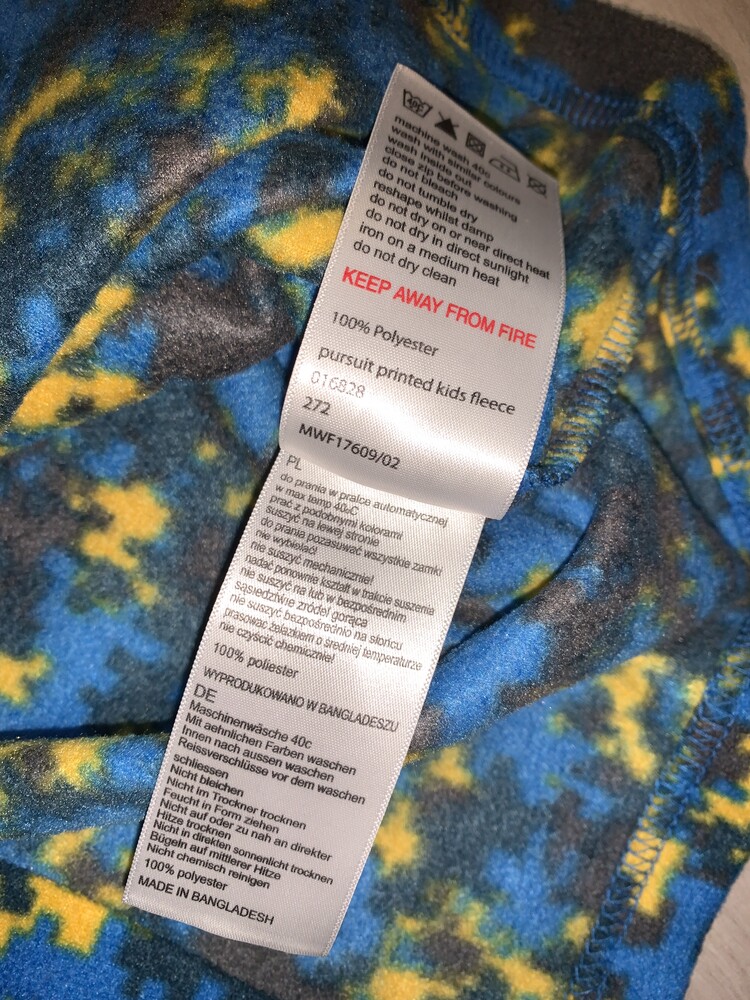 40°
machine wash 40c
wash with similar colours
wash inside out
close zip before washing
do not bleach
do not tumble dry
reshape whilst damp
do not dry on or near direct heat
do not dry in direct sunlight
iron on a medium heat
do not dry clean
KEEP AWAY FROM FIRE
100% Polyester
pursuit printed kids fleece
016828
272
MWF17609/02
PL
do prania w pralce automatycznej
w max temp 40oC
prać z podobnymi kolorami
suszyć na lewej stronie
do prania pozasuwać wszystkie zamki
nie wybielać!
nie suszyć mechanicznie!
nadać ponownie kształt w trakcie suszenia
nie suszyć na lub w bezpośrednim
sąsiedztwie zródeł gorąca
nie suszyć bezpośrednio na słońcu
prasować żelazkiem o średniej temperaturze
nie czyścić chemicznie!
100% poliester
WYPRODUKOWANO W BANGLADESZU
DE
Maschinenwäsche 40c
Mit aehnlichen Farben waschen
Innen nach aussen waschen
Reissverschlüsse vor dem waschen
schliessen
Nicht bleichen
Nicht im Trockner trocknen
Feucht in Form ziehen
Nicht auf oder zu nah an direkter
Hitze trocknen
Nicht in direkten sonnenlicht trocknen
Bügeln auf mittlerer Hitze
Nicht chemisch reinigen
100% polyester
MADE IN BANGLADESH